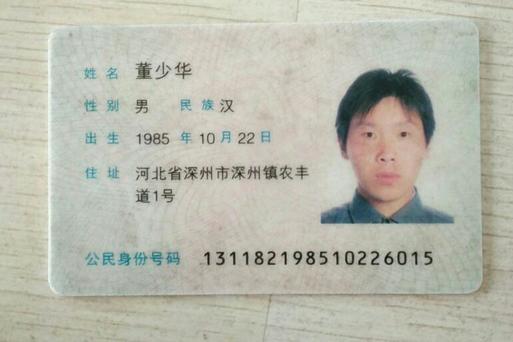 姓名 董少华
性别 男 民族 汉
出生 1985 年 10 月 22 日
住址 河北省深州市深州镇农丰
道1号
公民身份号码 131182198510226015